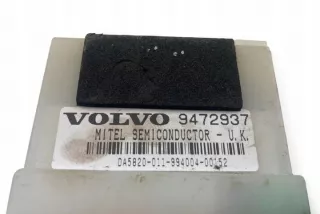 VOLVO 9472937
MITEL SEMICONDUCTOR - U.K.
DA5820-011-994004-00152